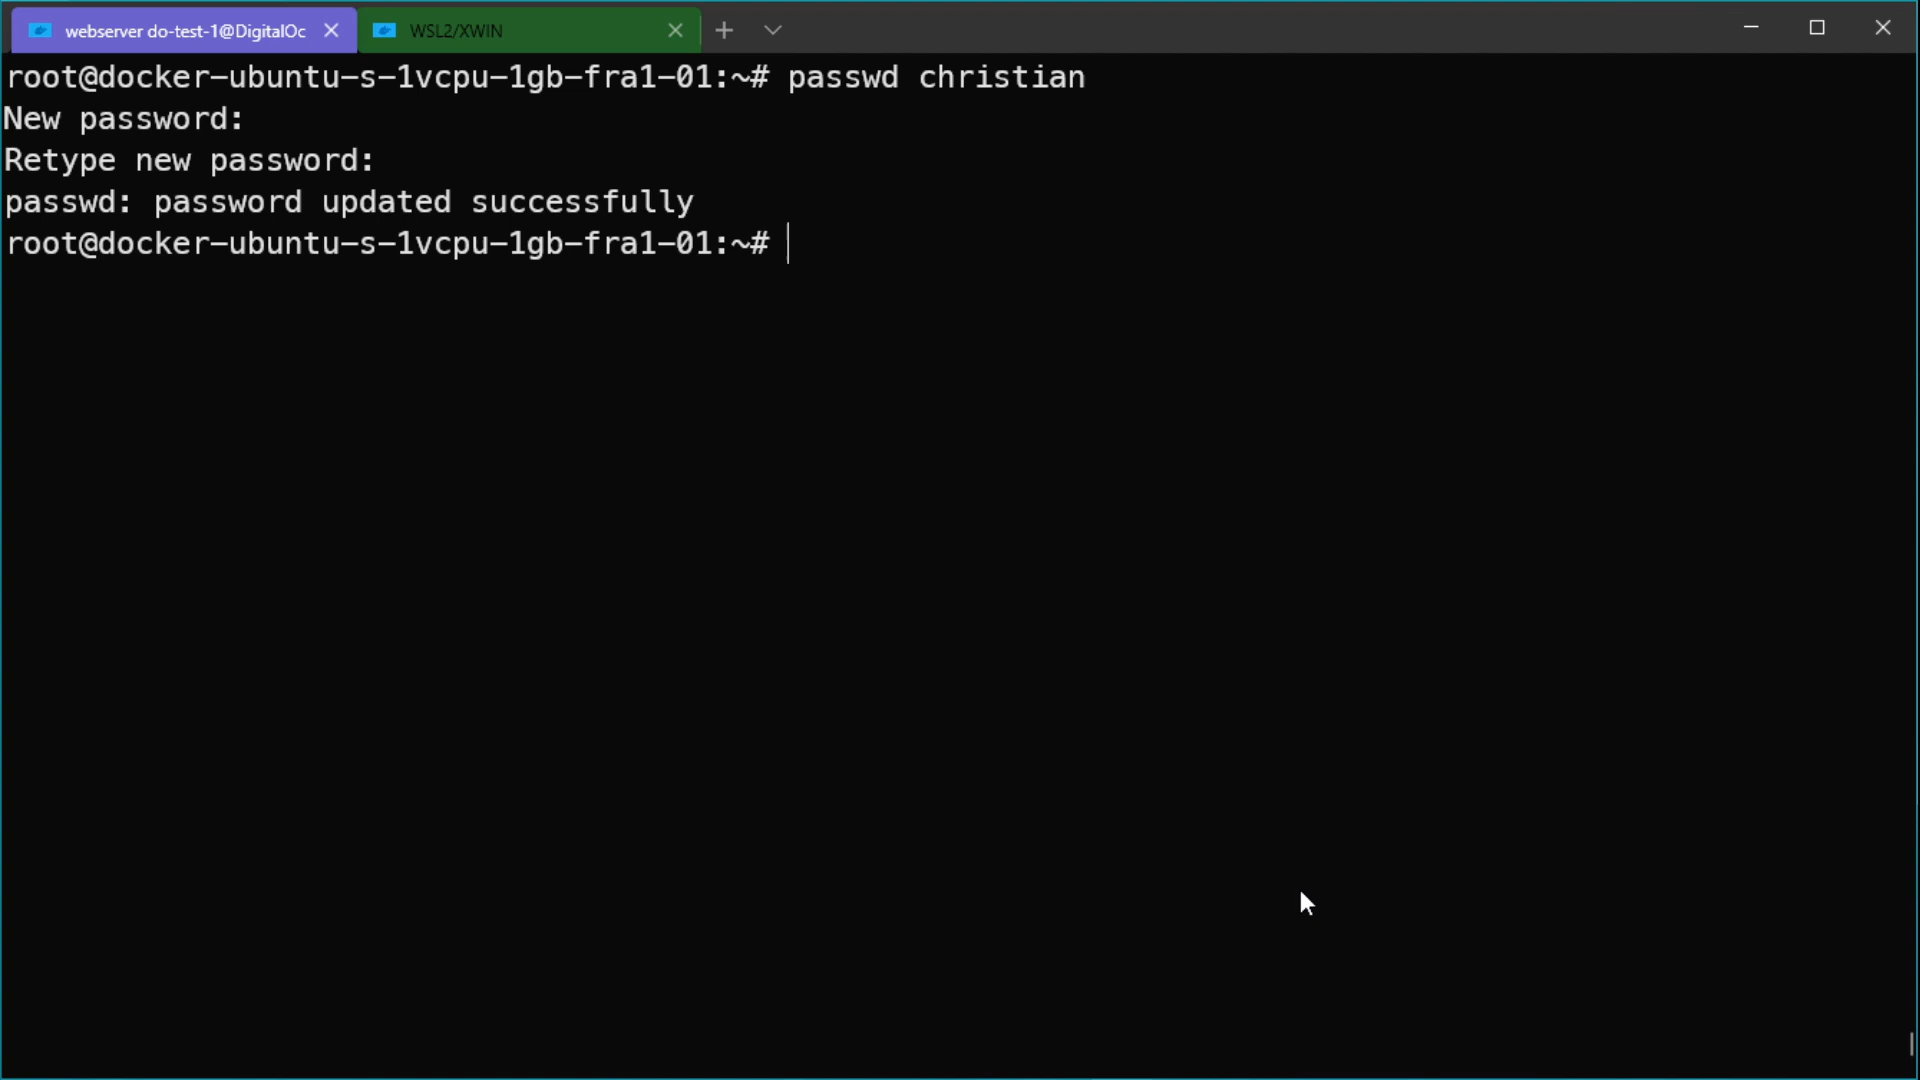 webserver do-test-1@DigitalOc
WSL2/XWIN
root@docker-ubuntu-s-1vcpu-1gb-fra1-01:~# passwd christian
New password:
Retype new password:
passwd: password updated successfully
root@docker-ubuntu-s-1vcpu-1gb-fra1-01:~#